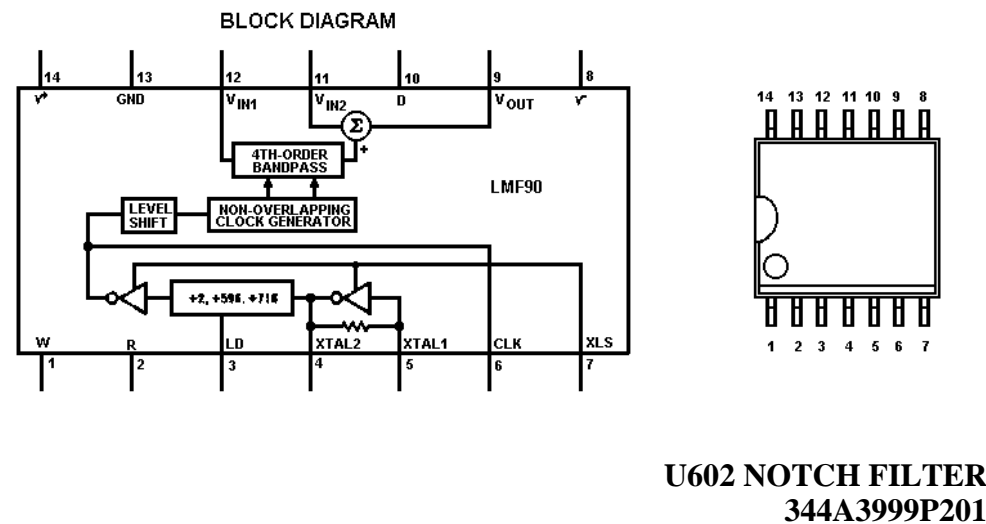 BLOCK DIAGRAM
14 13 12 11 10 9 8
V+ GND VIN1 VIN2 D VOUT V-
Σ
+
4TH-ORDER
BANDPASS
LMF90
LEVEL
SHIFT
NON-OVERLAPPING
CLOCK GENERATOR
+2, +596, +716
W R LD XTAL2 XTAL1 CLK XLS
1 2 3 4 5 6 7
14 13 12 11 10 9 8
1 2 3 4 5 6 7
U602 NOTCH FILTER
344A3999P201